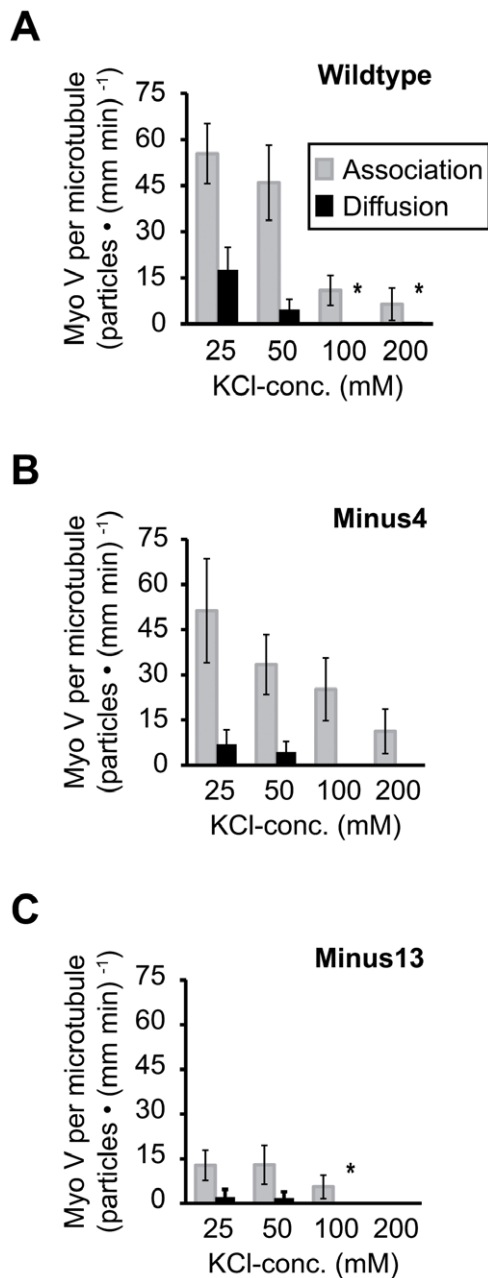 A
Wildtype
Myo V per microtubule
(particles • (mm min) -1)
75
60
45
30
15
0
Association
Diffusion
*
*
25 50 100 200
KCl-conc. (mM)
B
Minus4
Myo V per microtubule
(particles • (mm min) -1)
75
60
45
30
15
0
25 50 100 200
KCl-conc. (mM)
C
Minus13
Myo V per microtubule
(particles • (mm min) -1)
75
60
45
30
15
0
*
25 50 100 200
KCl-conc. (mM)